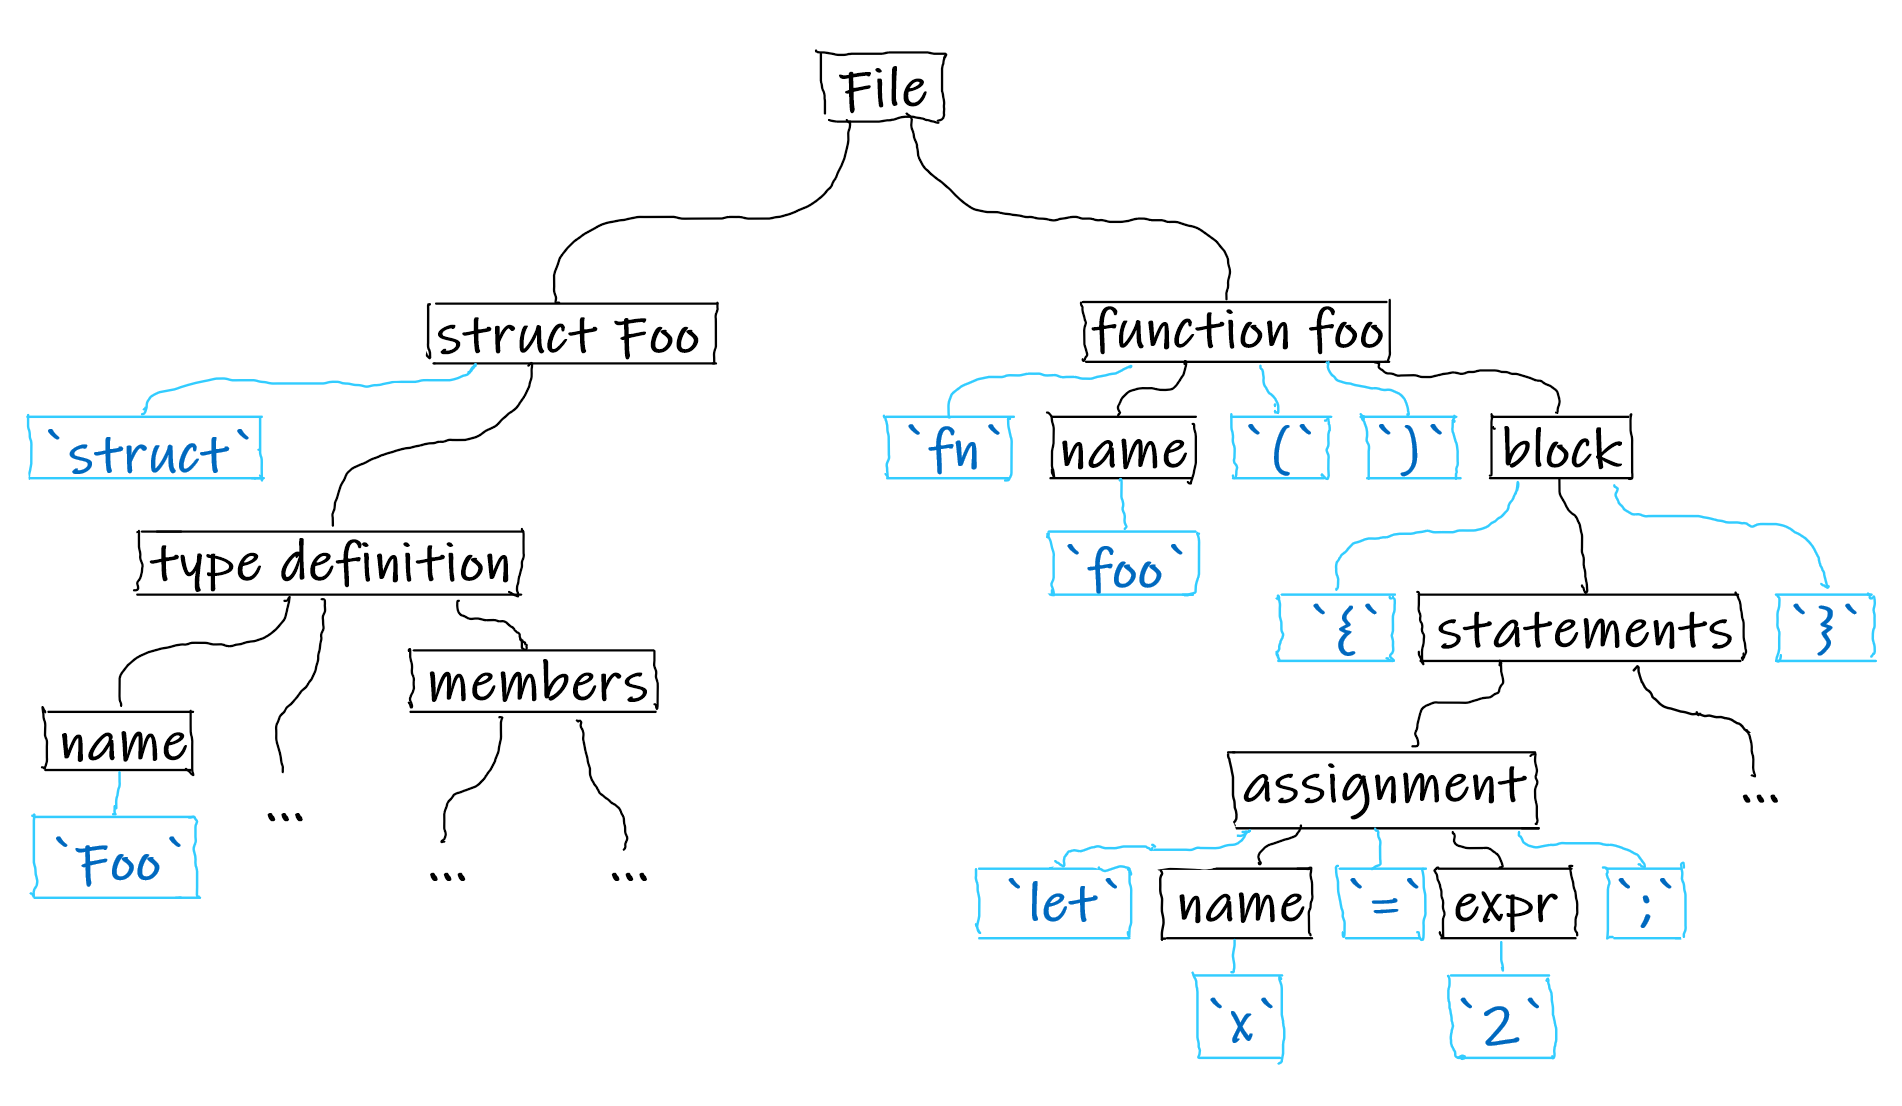 File
struct Foo
function foo
`struct`
`fn`
name
`(`
`)`
block
type definition
`foo`
`{`
statements
`}`
members
name
...
assignment
...
`Foo`
...
...
`let`
name
`=`
expr
`;`
`x`
`2`